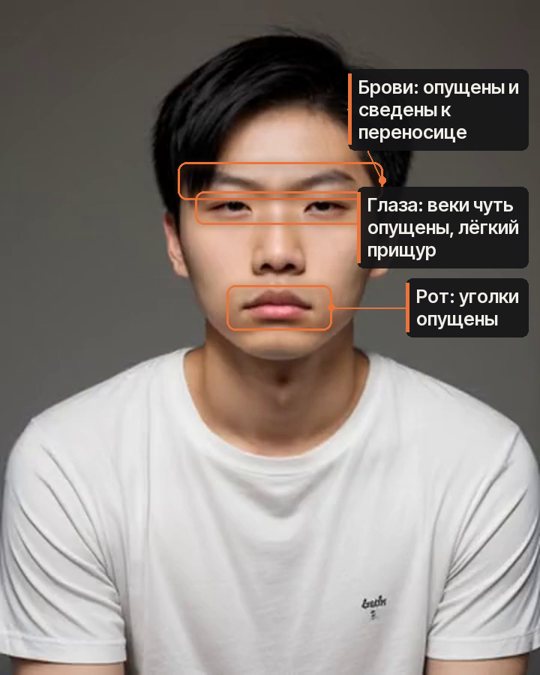 Брови: опущены и
сведены к
переносице
Глаза: веки чуть
опущены, лёгкий
прищур
Рот: уголки
опущены